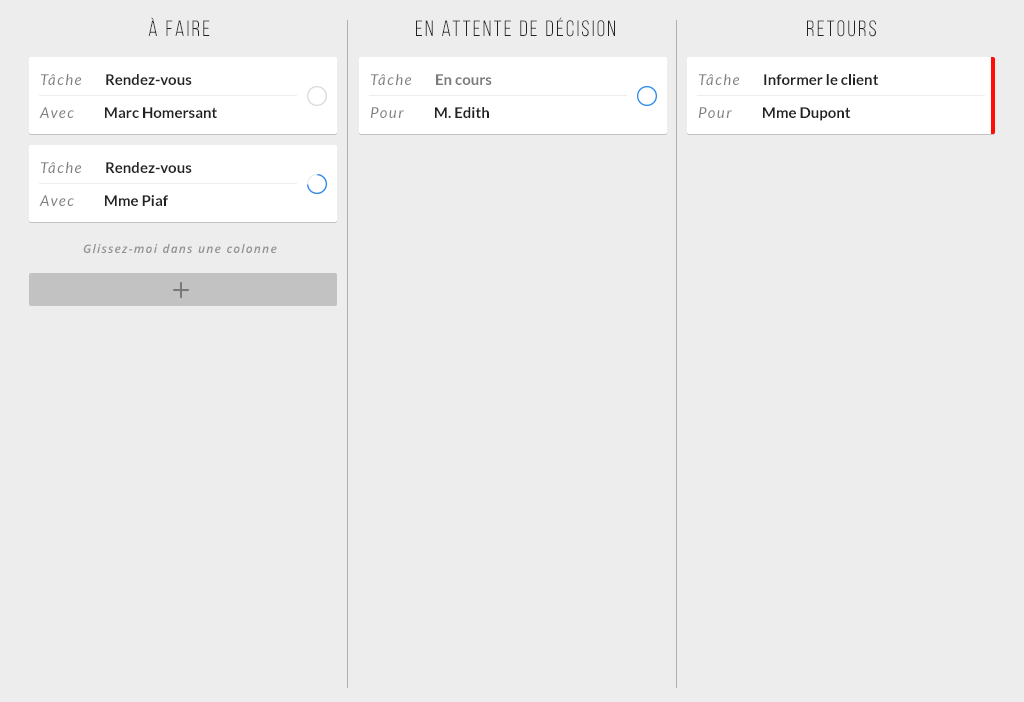 À FAIRE
Tâche Rendez-vous
Avec Marc Homersant
Tâche Rendez-vous
Avec Mme Piaf
Glissez-moi dans une colonne
+
EN ATTENTE DE DÉCISION
Tâche En cours
Pour M. Edith
RETOURS
Tâche Informer le client
Pour Mme Dupont